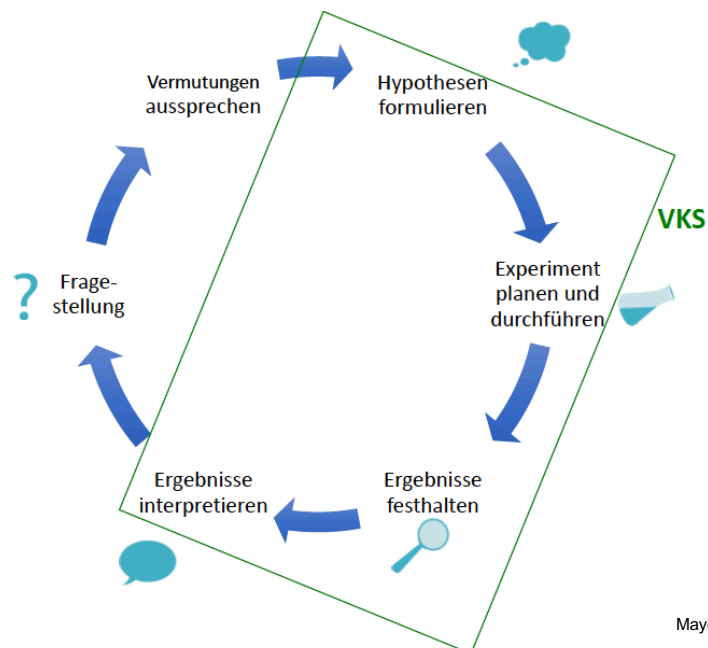 Vermutungen
aussprechen
Hypothesen
formulieren
VKS
Experiment
planen und
durchführen
Ergebnisse
festhalten
Ergebnisse
interpretieren
?
Frage-
stellung